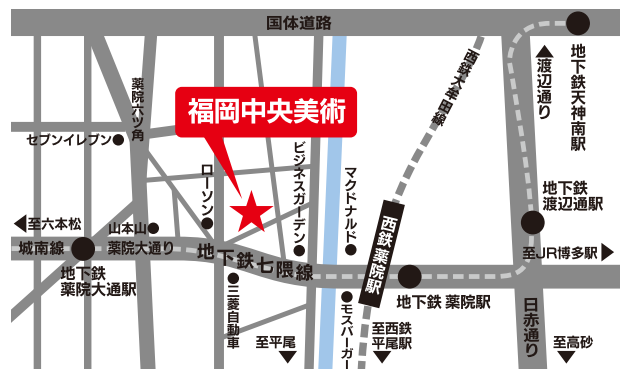 国体道路
地下鉄天神南駅
渡辺通り
西鉄大牟田線
薬院六ツ角
福岡中央美術
セブンイレブン
ビジネスガーデン
ローソン
マクドナルド
地下鉄
渡辺通駅
西鉄薬院駅
至六本松
山本山
城南線
薬院大通り
地下鉄七隈線
至JR博多駅
地下鉄
薬院大通駅
三菱自動車
地下鉄 薬院駅
モスバーガー
日赤通り
至平尾
至西鉄
平尾駅
至高砂